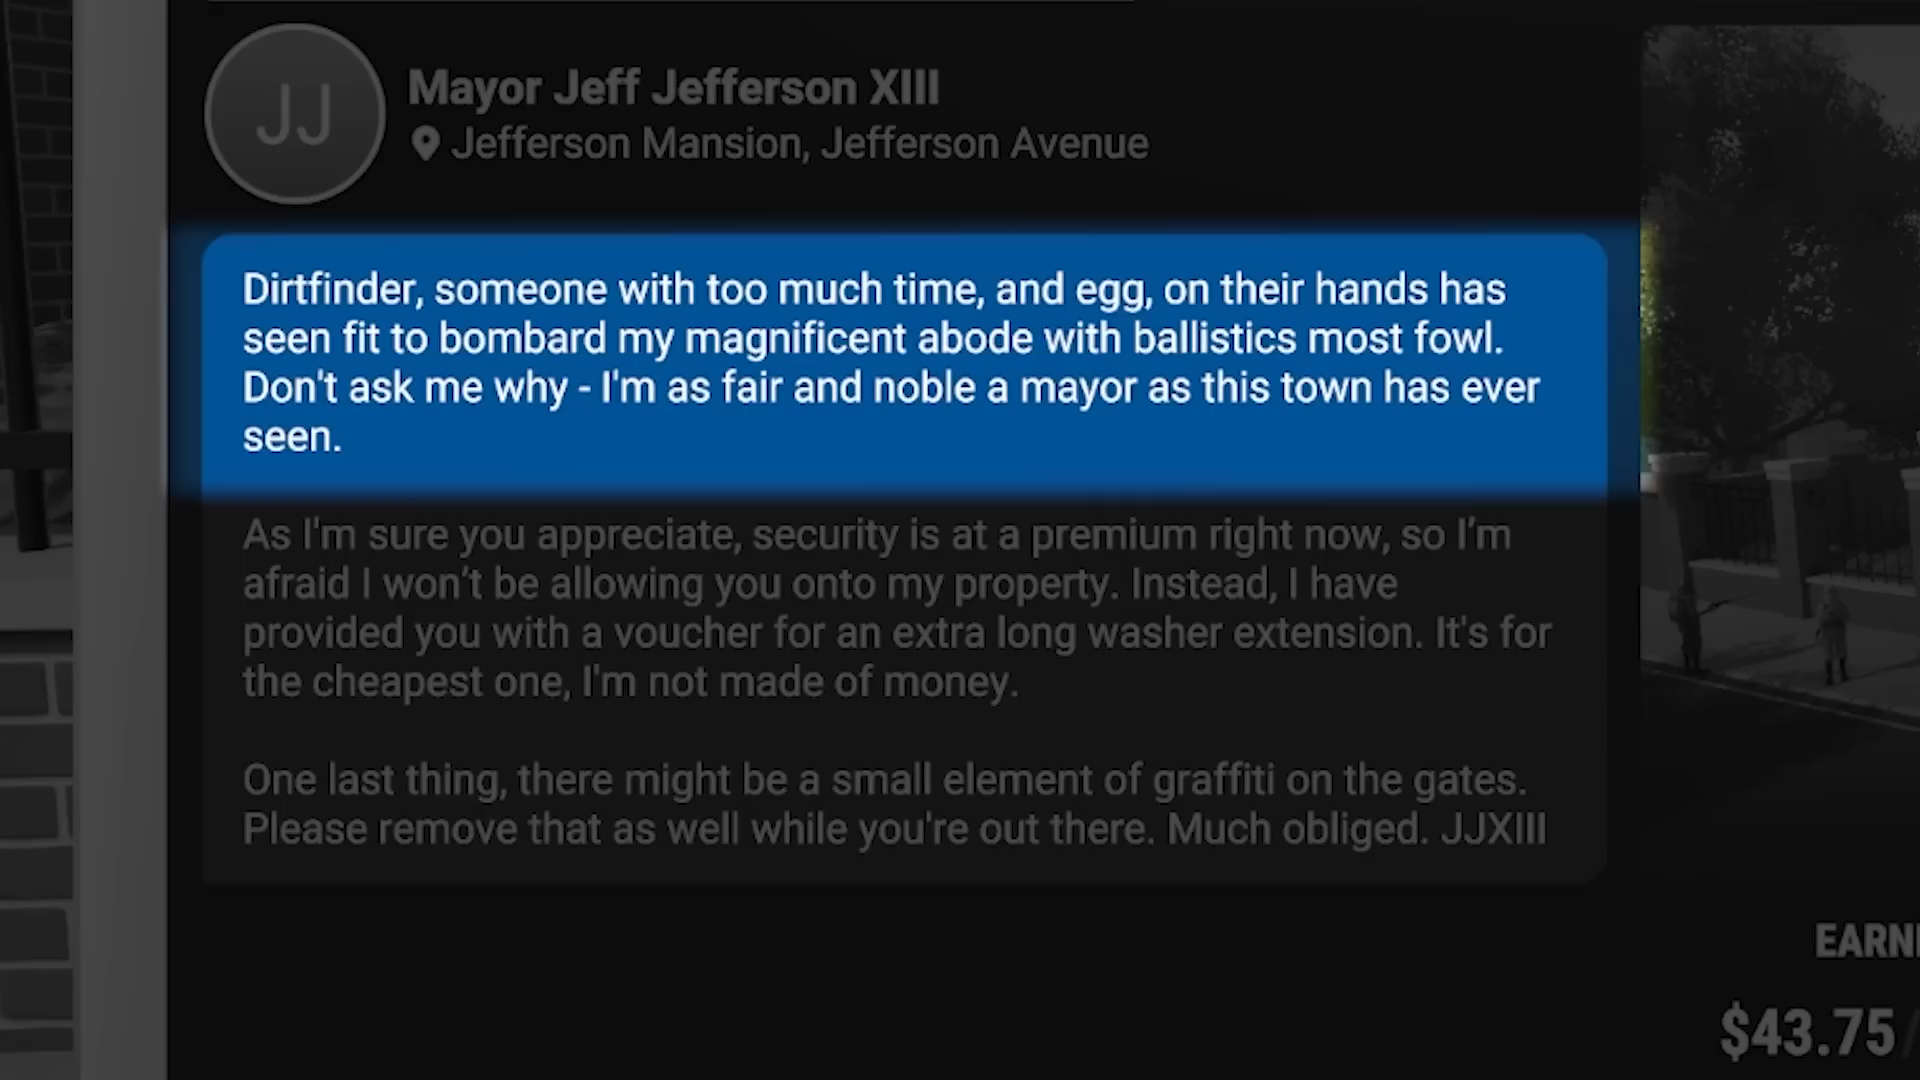 JJ
Mayor Jeff Jefferson XIII
Jefferson Mansion, Jefferson Avenue
Dirtfinder, someone with too much time, and egg, on their hands has
seen fit to bombard my magnificent abode with ballistics most fowl.
Don't ask me why - I'm as fair and noble a mayor as this town has ever
seen.
As I'm sure you appreciate, security is at a premium right now, so I’m
afraid I won’t be allowing you onto my property. Instead, I have
provided you with a voucher for an extra long washer extension. It's for
the cheapest one, I'm not made of money.
One last thing, there might be a small element of graffiti on the gates.
Please remove that as well while you're out there. Much obliged. JJXIII
$43.75 /